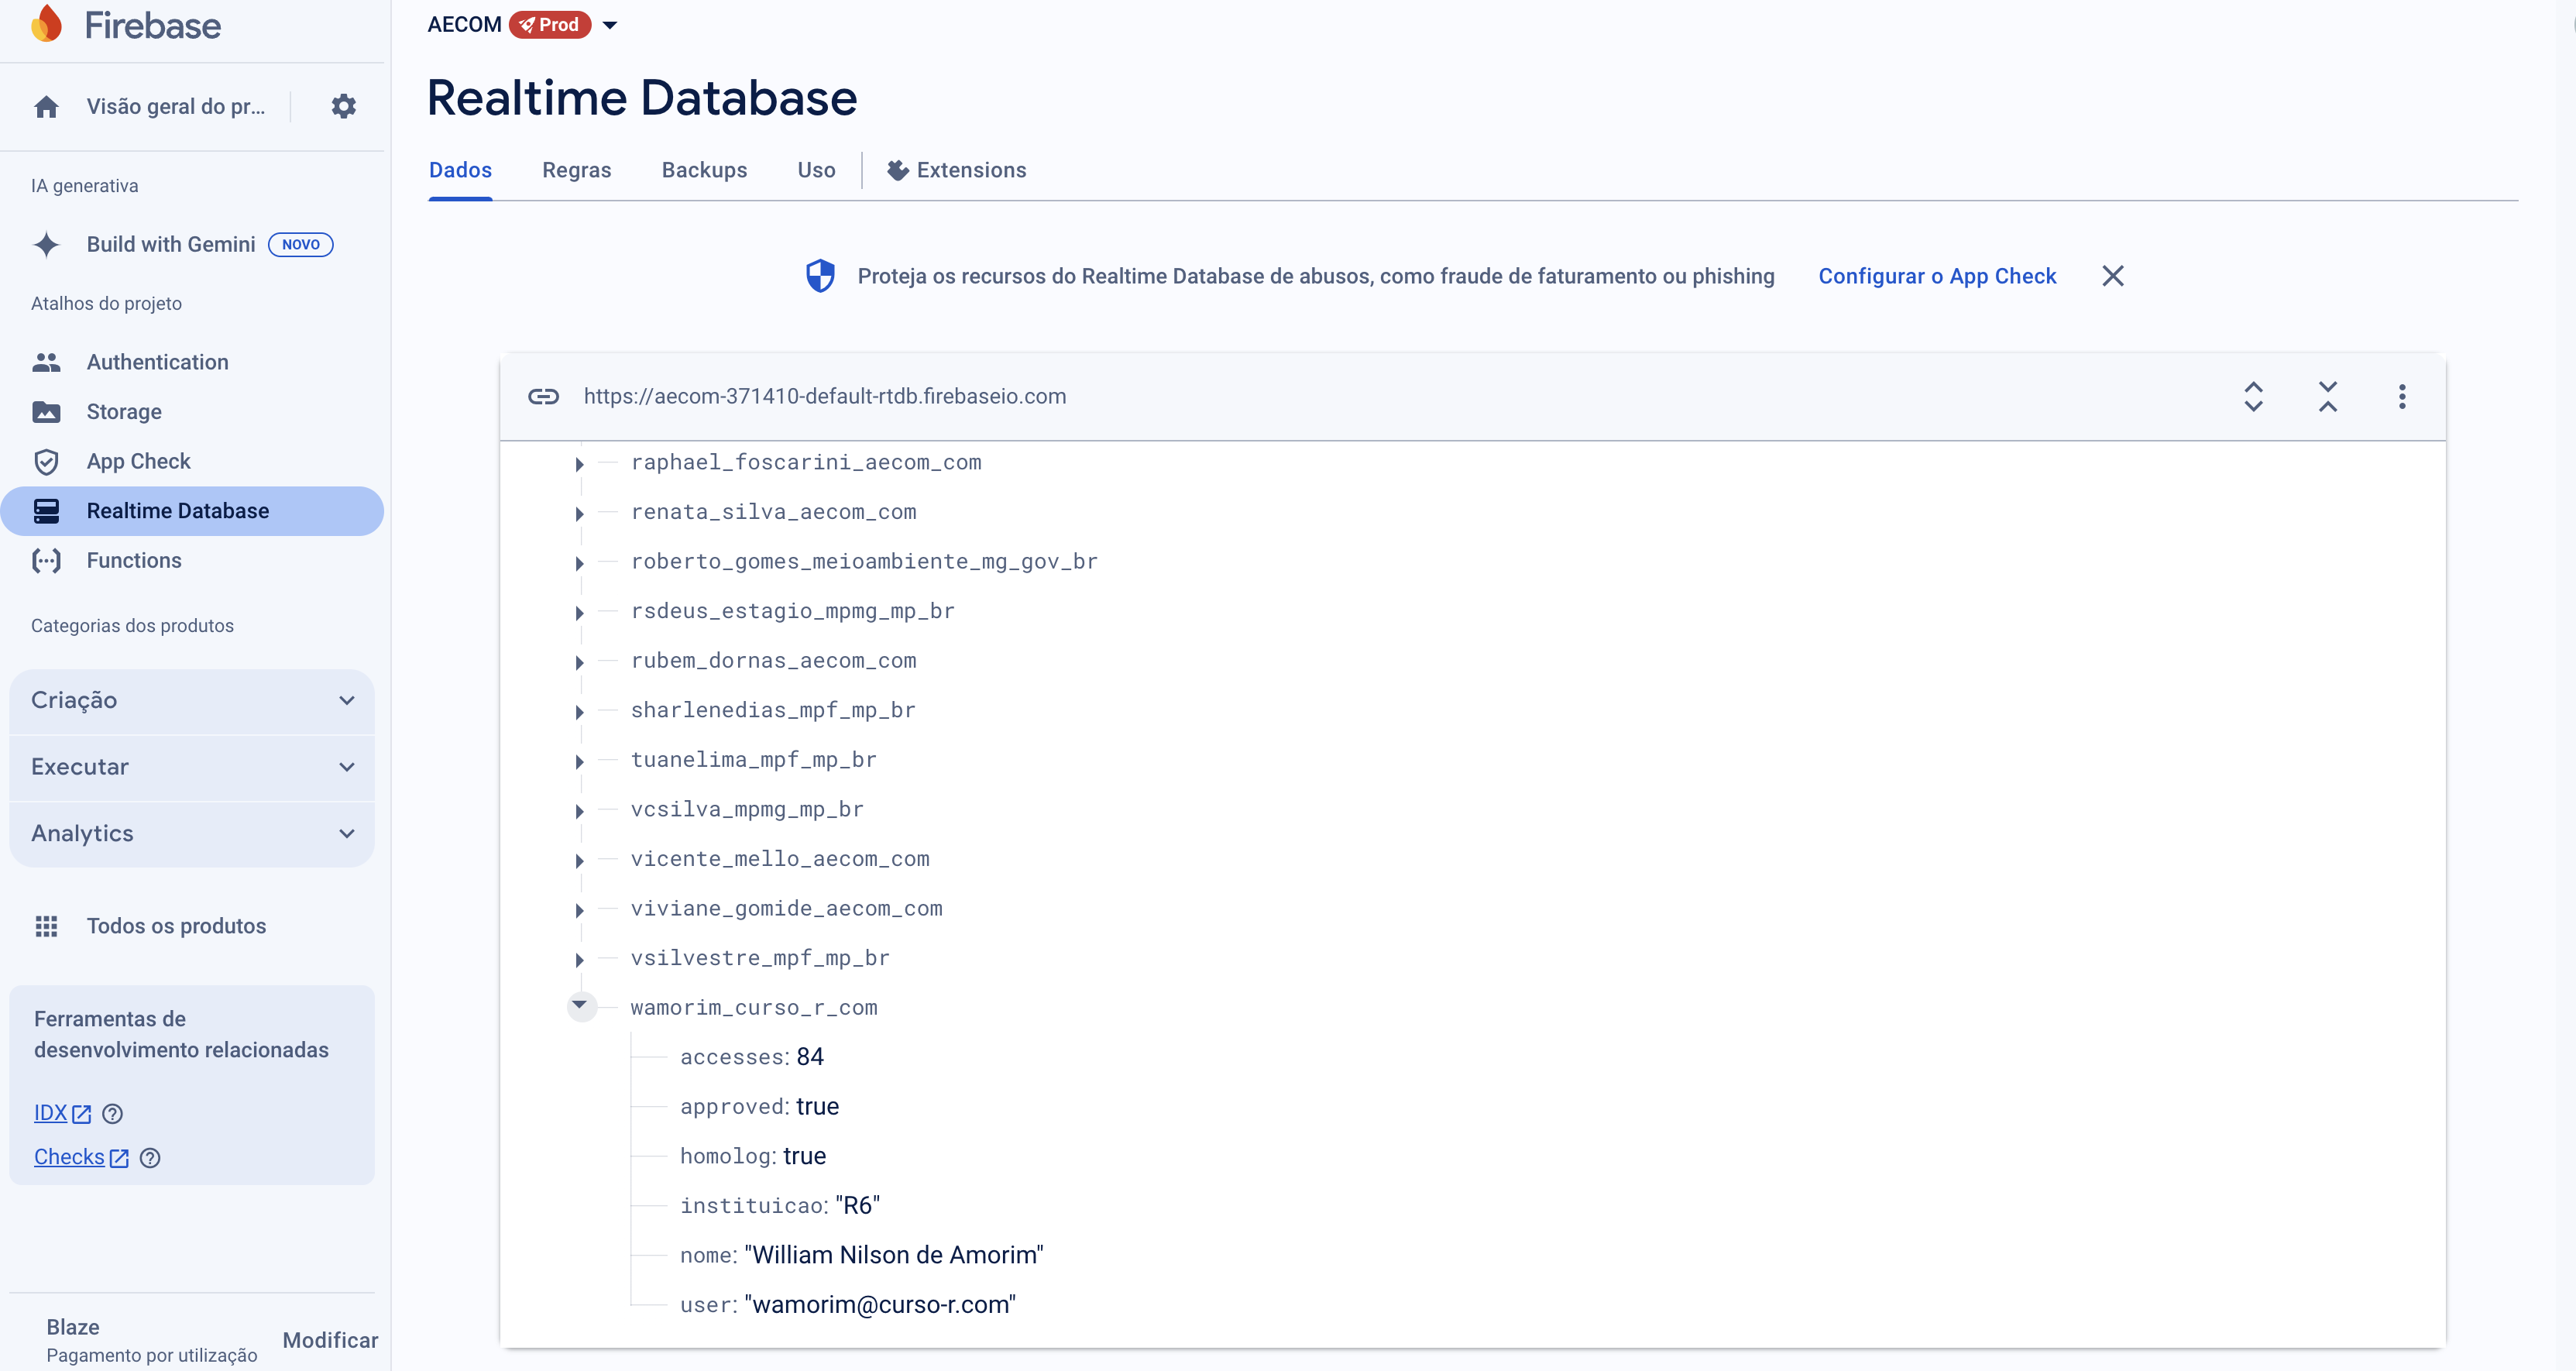 Firebase
Visão geral do pr...
IA generativa
Build with Gemini NOVO
Atalhos do projeto
Authentication
Storage
App Check
Realtime Database
Functions
Categorias dos produtos
Criação
Executar
Analytics
Todos os produtos
Ferramentas de
desenvolvimento relacionadas
IDX
Checks
Blaze
Pagamento por utilização
Modificar
AECOM Prod
Realtime Database
Dados Regras Backups Uso Extensions
Proteja os recursos do Realtime Database de abusos, como fraude de faturamento ou phishing Configurar o App Check
https://aecom-371410-default-rtdb.firebaseio.com
raphael_foscarini_aecom_com
renata_silva_aecom_com
roberto_gomes_meioambiente_mg_gov_br
rsdeus_estagio_mpmg_mp_br
rubem_dornas_aecom_com
sharlenedias_mpf_mp_br
tuanelima_mpf_mp_br
vcsilva_mpmg_mp_br
vicente_mello_aecom_com
viviane_gomide_aecom_com
vsilvestre_mpf_mp_br
wamorim_curso_r_com
accesses: 84
approved: true
homolog: true
instituicao: "R6"
nome: "William Nilson de Amorim"
user: "wamorim@curso-r.com"